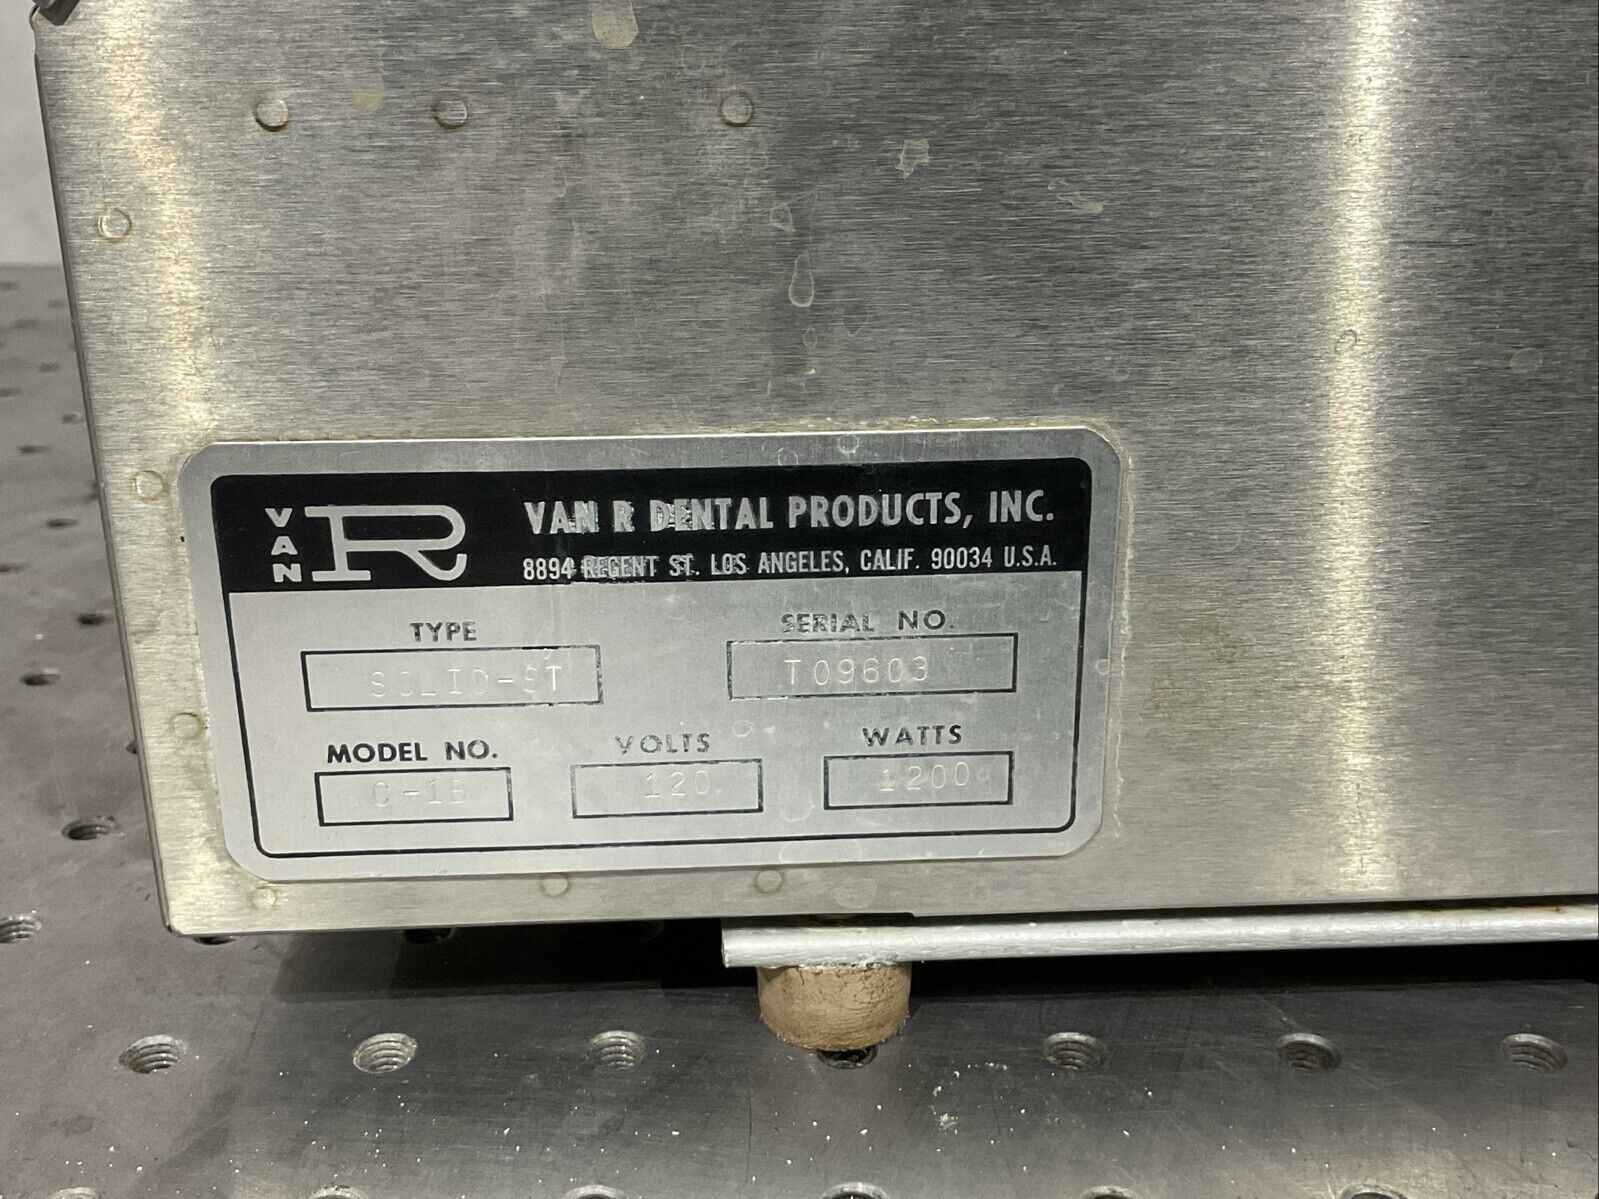 VAN R
VAN R DENTAL PRODUCTS, INC.
8894 REGENT ST. LOS ANGELES, CALIF. 90034 U.S.A.
TYPE
SERIAL NO.
SOLID-ST
T09603
MODEL NO.
VOLTS
WATTS
120
1200